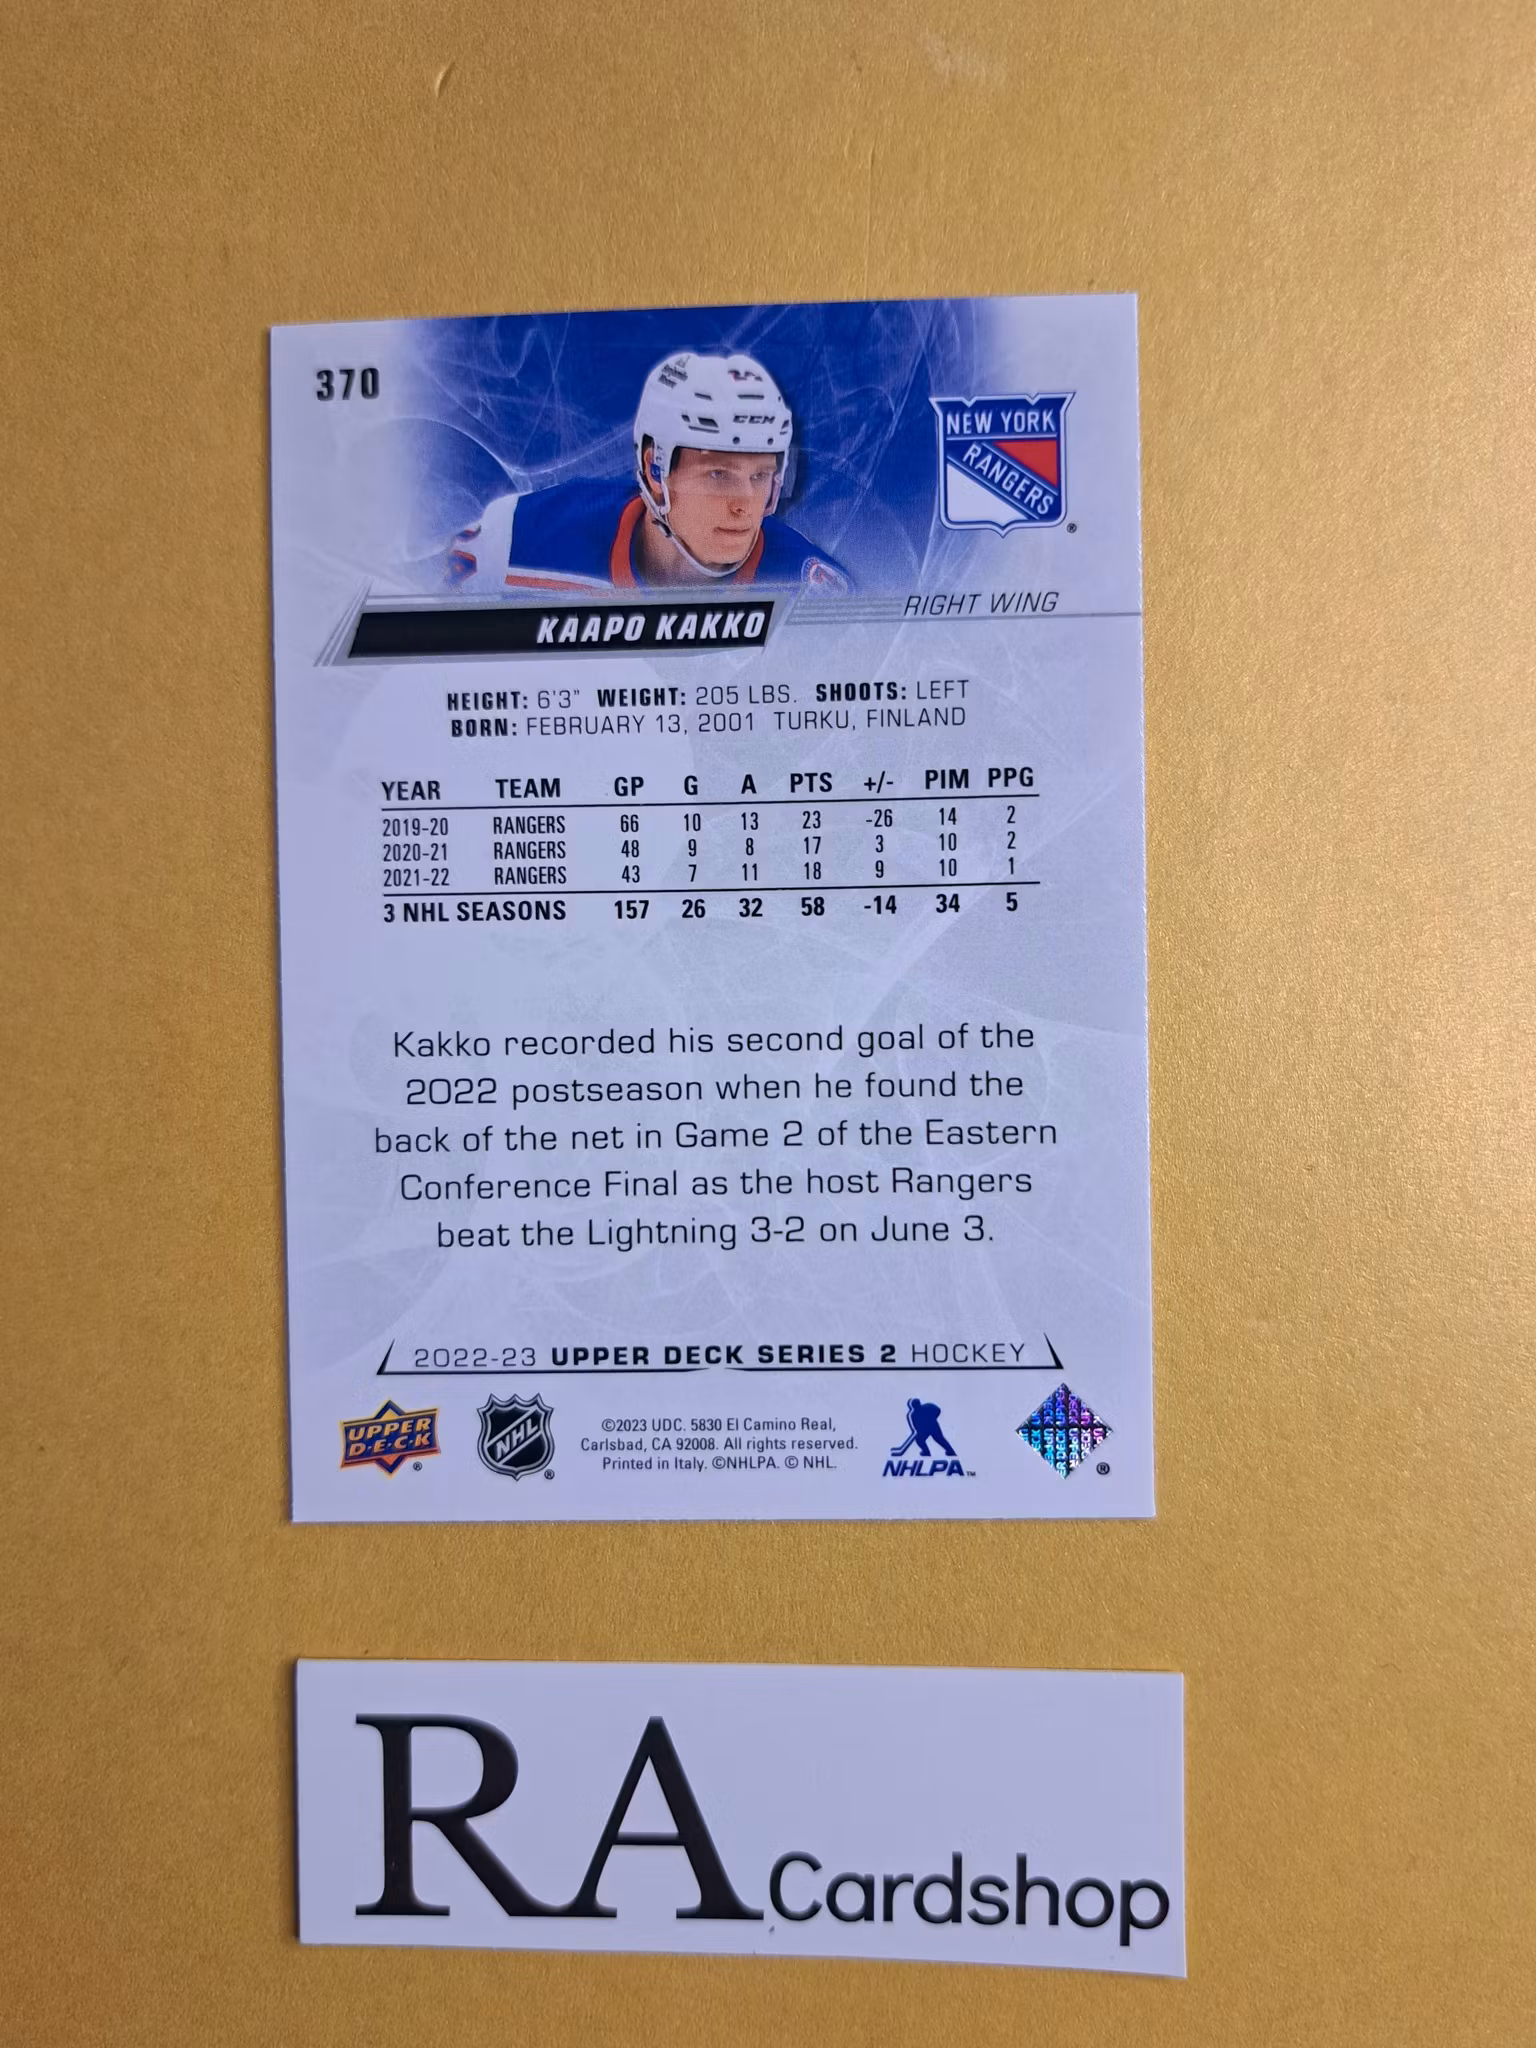 370
CCM
NEW YORK
RANGERS
®
KAAPO KAKKO
RIGHT WING
HEIGHT: 6'3" WEIGHT: 205 LBS. SHOOTS: LEFT
BORN: FEBRUARY 13, 2001 TURKU, FINLAND
YEAR TEAM GP G A PTS +/- PIM PPG
2019-20 RANGERS 66 10 13 23 -26 14 2
2020-21 RANGERS 48 9 8 17 3 10 2
2021-22 RANGERS 43 7 11 18 9 10 1
3 NHL SEASONS 157 26 32 58 -14 34 5
Kakko recorded his second goal of the
2022 postseason when he found the
back of the net in Game 2 of the Eastern
Conference Final as the host Rangers
beat the Lightning 3-2 on June 3.
2022-23 UPPER DECK SERIES 2 HOCKEY
UPPER
D·E·C·K
®
NHL
®
©2023 UDC. 5830 El Camino Real,
Carlsbad, CA 92008. All rights reserved.
Printed in Italy. ©NHLPA. © NHL.
NHLPA™
®
RA Cardshop